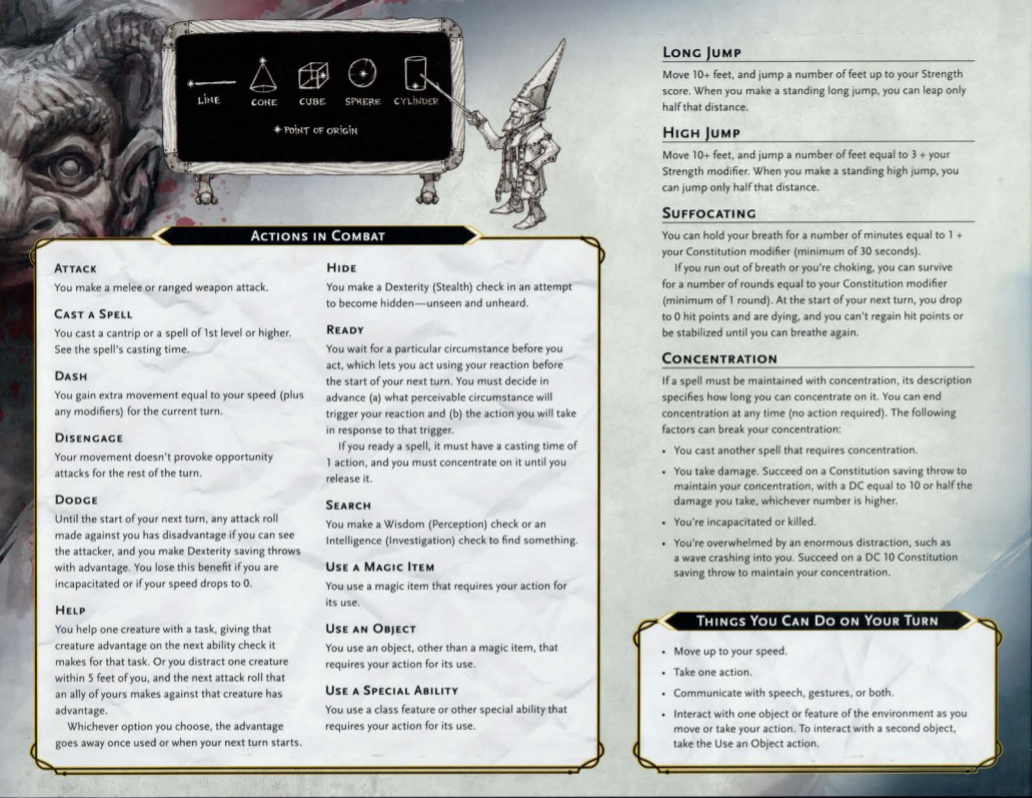 LINE
CONE
CUBE
SPHERE
CYLINDER
* POINT OF ORIGIN
ACTIONS IN COMBAT
ATTACK
You make a melee or ranged weapon attack.
CAST A SPELL
You cast a cantrip or a spell of 1st level or higher.
See the spell's casting time.
DASH
You gain extra movement equal to your speed (plus
any modifiers) for the current turn.
DISENGAGE
Your movement doesn't provoke opportunity
attacks for the rest of the turn.
DODGE
Until the start of your next turn, any attack roll
made against you has disadvantage if you can see
the attacker, and you make Dexterity saving throws
with advantage. You lose this benefit if you are
incapacitated or if your speed drops to 0.
HELP
You help one creature with a task, giving that
creature advantage on the next ability check it
makes for that task. Or you distract one creature
within 5 feet of you, and the next attack roll that
an ally of yours makes against that creature has
advantage.
Whichever option you choose, the advantage
goes away once used or when your next turn starts.
HIDE
You make a Dexterity (Stealth) check in an attempt
to become hidden—unseen and unheard.
READY
You wait for a particular circumstance before you
act, which lets you act using your reaction before
the start of your next turn. You must decide in
advance (a) what perceivable circumstance will
trigger your reaction and (b) the action you will take
in response to that trigger.
If you ready a spell, it must have a casting time of
1 action, and you must concentrate on it until you
release it.
SEARCH
You make a Wisdom (Perception) check or an
Intelligence (Investigation) check to find something.
USE A MAGIC ITEM
You use a magic item that requires your action for
its use.
USE AN OBJECT
You use an object, other than a magic item, that
requires your action for its use.
USE A SPECIAL ABILITY
You use a class feature or other special ability that
requires your action for its use.
LONG JUMP
Move 10+ feet, and jump a number of feet up to your Strength
score. When you make a standing long jump, you can leap only
half that distance.
HIGH JUMP
Move 10+ feet, and jump a number of feet equal to 3 + your
Strength modifier. When you make a standing high jump, you
can jump only half that distance.
SUFFOCATING
You can hold your breath for a number of minutes equal to 1 +
your Constitution modifier (minimum of 30 seconds).
If you run out of breath or you're choking, you can survive
for a number of rounds equal to your Constitution modifier
(minimum of 1 round). At the start of your next turn, you drop
to 0 hit points and are dying, and you can't regain hit points or
be stabilized until you can breathe again.
CONCENTRATION
If a spell must be maintained with concentration, its description
specifies how long you can concentrate on it. You can end
concentration at any time (no action required). The following
factors can break your concentration:
• You cast another spell that requires concentration.
• You take damage. Succeed on a Constitution saving throw to
maintain your concentration, with a DC equal to 10 or half the
damage you take, whichever number is higher.
• You're incapacitated or killed.
• You're overwhelmed by an enormous distraction, such as
a wave crashing into you. Succeed on a DC 10 Constitution
saving throw to maintain your concentration.
THINGS YOU CAN DO ON YOUR TURN
• Move up to your speed.
• Take one action.
• Communicate with speech, gestures, or both.
• Interact with one object or feature of the environment as you
move or take your action. To interact with a second object,
take the Use an Object action.